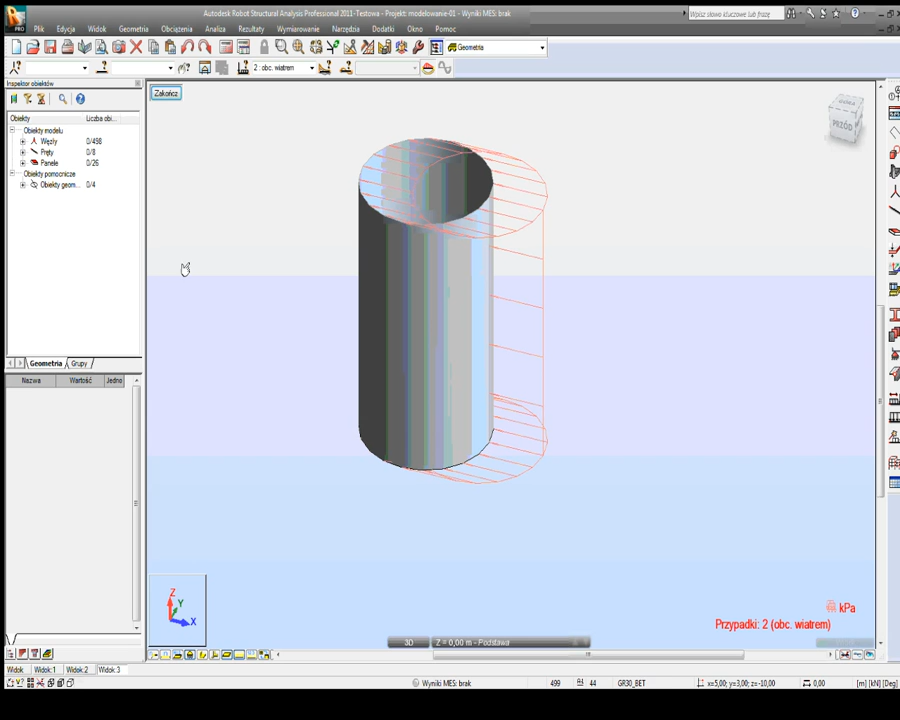 Autodesk Robot Structural Analysis Professional 2011-Testowa - Projekt: modelowanie-01 - Wyniki MES: brak
Wpisz słowo kluczowe lub frazę
PRO
Plik Edycja Widok Geometria Obciążenia Analiza Rezultaty Wymiarowanie Narzędzia Dodatki Okno Pomoc
Geometria
2 : obc. wiatrem
Inspektor obiektów
Zakończ
Obiekty Liczba obi...
Obiekty modelu
Węzły 0/498
Pręty 0/8
Panele 0/26
Obiekty pomocnicze
Obiekty geom... 0/4
PRZÓD
Geometria Grupy
Nazwa Wartość Jedno
Z
Y
X
kPa
Przypadki: 2 (obc. wiatrem)
3D Z = 0,00 m - Podstawa
Widok Widok:1 Widok:2 Widok:3
Wyniki MES: brak 499 44 GR30_BET x=5,00; y=3,00; z=-10,00 0,00 [m] [kN] [Deg]